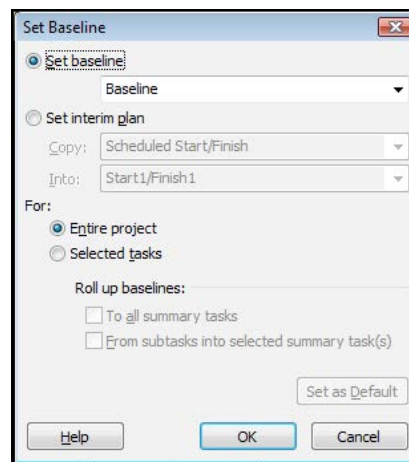 Set Baseline
Set baseline
Baseline
Set interim plan
Copy: Scheduled Start/Finish
Into: Start1/Finish1
For:
Entire project
Selected tasks
Roll up baselines:
To all summary tasks
From subtasks into selected summary task(s)
Set as Default
Help OK Cancel